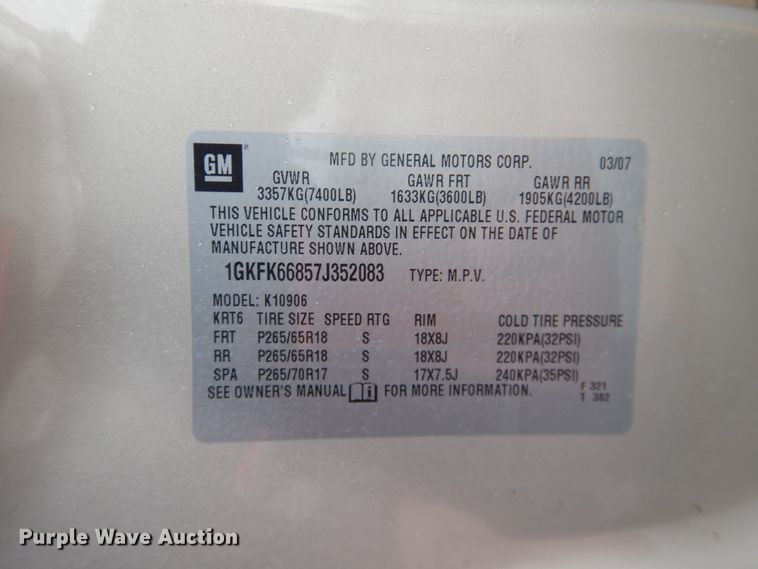 GM
MFD BY GENERAL MOTORS CORP. 03/07
GVWR GAWR FRT GAWR RR
3357KG(7400LB) 1633KG(3600LB) 1905KG(4200LB)
THIS VEHICLE CONFORMS TO ALL APPLICABLE U.S. FEDERAL MOTOR
VEHICLE SAFETY STANDARDS IN EFFECT ON THE DATE OF
MANUFACTURE SHOWN ABOVE.
1GKFK66857J352083 TYPE: M.P.V.
MODEL: K10906
KRT6 TIRE SIZE SPEED RTG RIM COLD TIRE PRESSURE
FRT P265/65R18 S 18X8J 220KPA(32PSI)
RR P265/65R18 S 18X8J 220KPA(32PSI)
SPA P265/70R17 S 17X7.5J 240KPA(35PSI)
SEE OWNER'S MANUAL i FOR MORE INFORMATION. F 321
T 382
Purple Wave Auction